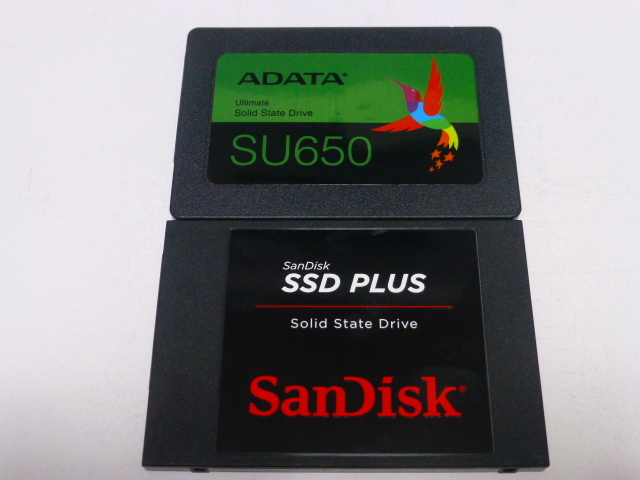 ADATA
Ultimate
Solid State Drive
SU650
SanDisk
SSD PLUS
Solid State Drive
SanDisk